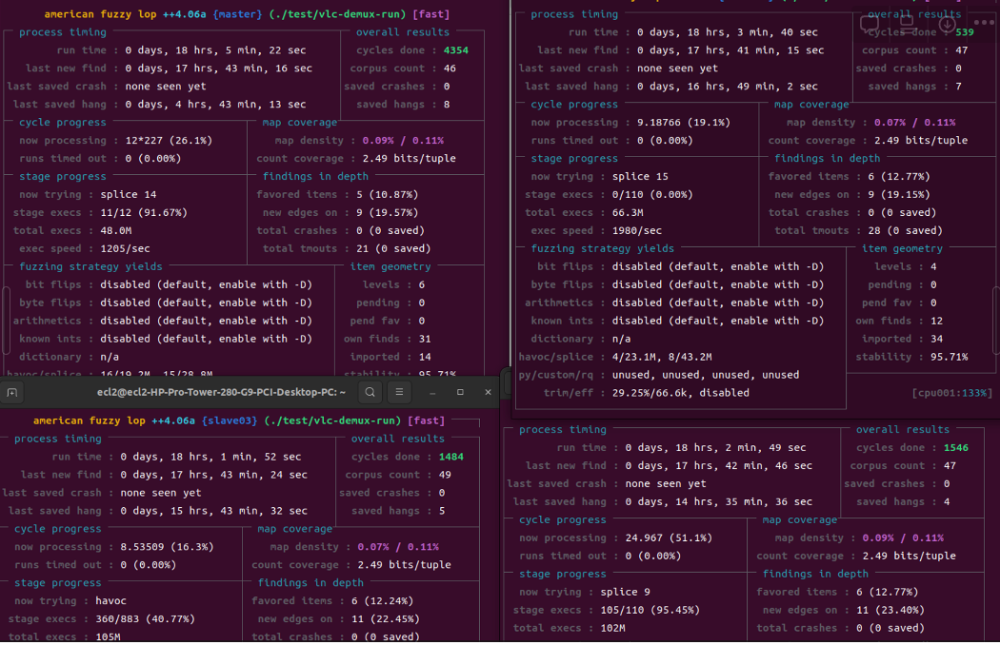 american fuzzy lop ++4.06a {master} (./test/vlc-demux-run) [fast]
process timing overall results
run time : 0 days, 18 hrs, 5 min, 22 sec cycles done : 4354
last new find : 0 days, 17 hrs, 43 min, 16 sec corpus count : 46
last saved crash : none seen yet saved crashes : 0
last saved hang : 0 days, 4 hrs, 43 min, 13 sec saved hangs : 8
cycle progress map coverage
now processing : 12*227 (26.1%) map density : 0.09% / 0.11%
runs timed out : 0 (0.00%) count coverage : 2.49 bits/tuple
stage progress findings in depth
now trying : splice 14 favored items : 5 (10.87%)
stage execs : 11/12 (91.67%) new edges on : 9 (19.57%)
total execs : 48.0M total crashes : 0 (0 saved)
exec speed : 1205/sec total tmouts : 21 (0 saved)
fuzzing strategy yields item geometry
bit flips : disabled (default, enable with -D) levels : 6
byte flips : disabled (default, enable with -D) pending : 0
arithmetics : disabled (default, enable with -D) pend fav : 0
known ints : disabled (default, enable with -D) own finds : 31
dictionary : n/a imported : 14
havoc/splice : 16/19.2M, 15/28.8M stability : 95.71%
process timing overall results
run time : 0 days, 18 hrs, 3 min, 40 sec cycles done : 539
last new find : 0 days, 17 hrs, 41 min, 15 sec corpus count : 47
last saved crash : none seen yet saved crashes : 0
last saved hang : 0 days, 16 hrs, 49 min, 2 sec saved hangs : 7
cycle progress map coverage
now processing : 9.18766 (19.1%) map density : 0.07% / 0.11%
runs timed out : 0 (0.00%) count coverage : 2.49 bits/tuple
stage progress findings in depth
now trying : splice 15 favored items : 6 (12.77%)
stage execs : 0/110 (0.00%) new edges on : 9 (19.15%)
total execs : 66.3M total crashes : 0 (0 saved)
exec speed : 1980/sec total tmouts : 28 (0 saved)
fuzzing strategy yields item geometry
bit flips : disabled (default, enable with -D) levels : 4
byte flips : disabled (default, enable with -D) pending : 0
arithmetics : disabled (default, enable with -D) pend fav : 0
known ints : disabled (default, enable with -D) own finds : 12
dictionary : n/a imported : 34
havoc/splice : 4/23.1M, 8/43.2M stability : 95.71%
py/custom/rq : unused, unused, unused, unused
trim/eff : 29.25%/66.6k, disabled [cpu001:133%]
ecl2@ecl2-HP-Pro-Tower-280-G9-PCI-Desktop-PC: ~
american fuzzy lop ++4.06a {slave03} (./test/vlc-demux-run) [fast]
process timing overall results
run time : 0 days, 18 hrs, 1 min, 52 sec cycles done : 1484
last new find : 0 days, 17 hrs, 43 min, 24 sec corpus count : 49
last saved crash : none seen yet saved crashes : 0
last saved hang : 0 days, 15 hrs, 43 min, 32 sec saved hangs : 5
cycle progress map coverage
now processing : 8.53509 (16.3%) map density : 0.07% / 0.11%
runs timed out : 0 (0.00%) count coverage : 2.49 bits/tuple
stage progress findings in depth
now trying : havoc favored items : 6 (12.24%)
stage execs : 360/883 (40.77%) new edges on : 11 (22.45%)
total execs : 105M total crashes : 0 (0 saved)
process timing overall results
run time : 0 days, 18 hrs, 2 min, 49 sec cycles done : 1546
last new find : 0 days, 17 hrs, 42 min, 46 sec corpus count : 47
last saved crash : none seen yet saved crashes : 0
last saved hang : 0 days, 14 hrs, 35 min, 36 sec saved hangs : 4
cycle progress map coverage
now processing : 24.967 (51.1%) map density : 0.09% / 0.11%
runs timed out : 0 (0.00%) count coverage : 2.49 bits/tuple
stage progress findings in depth
now trying : splice 9 favored items : 6 (12.77%)
stage execs : 105/110 (95.45%) new edges on : 11 (23.40%)
total execs : 102M total crashes : 0 (0 saved)